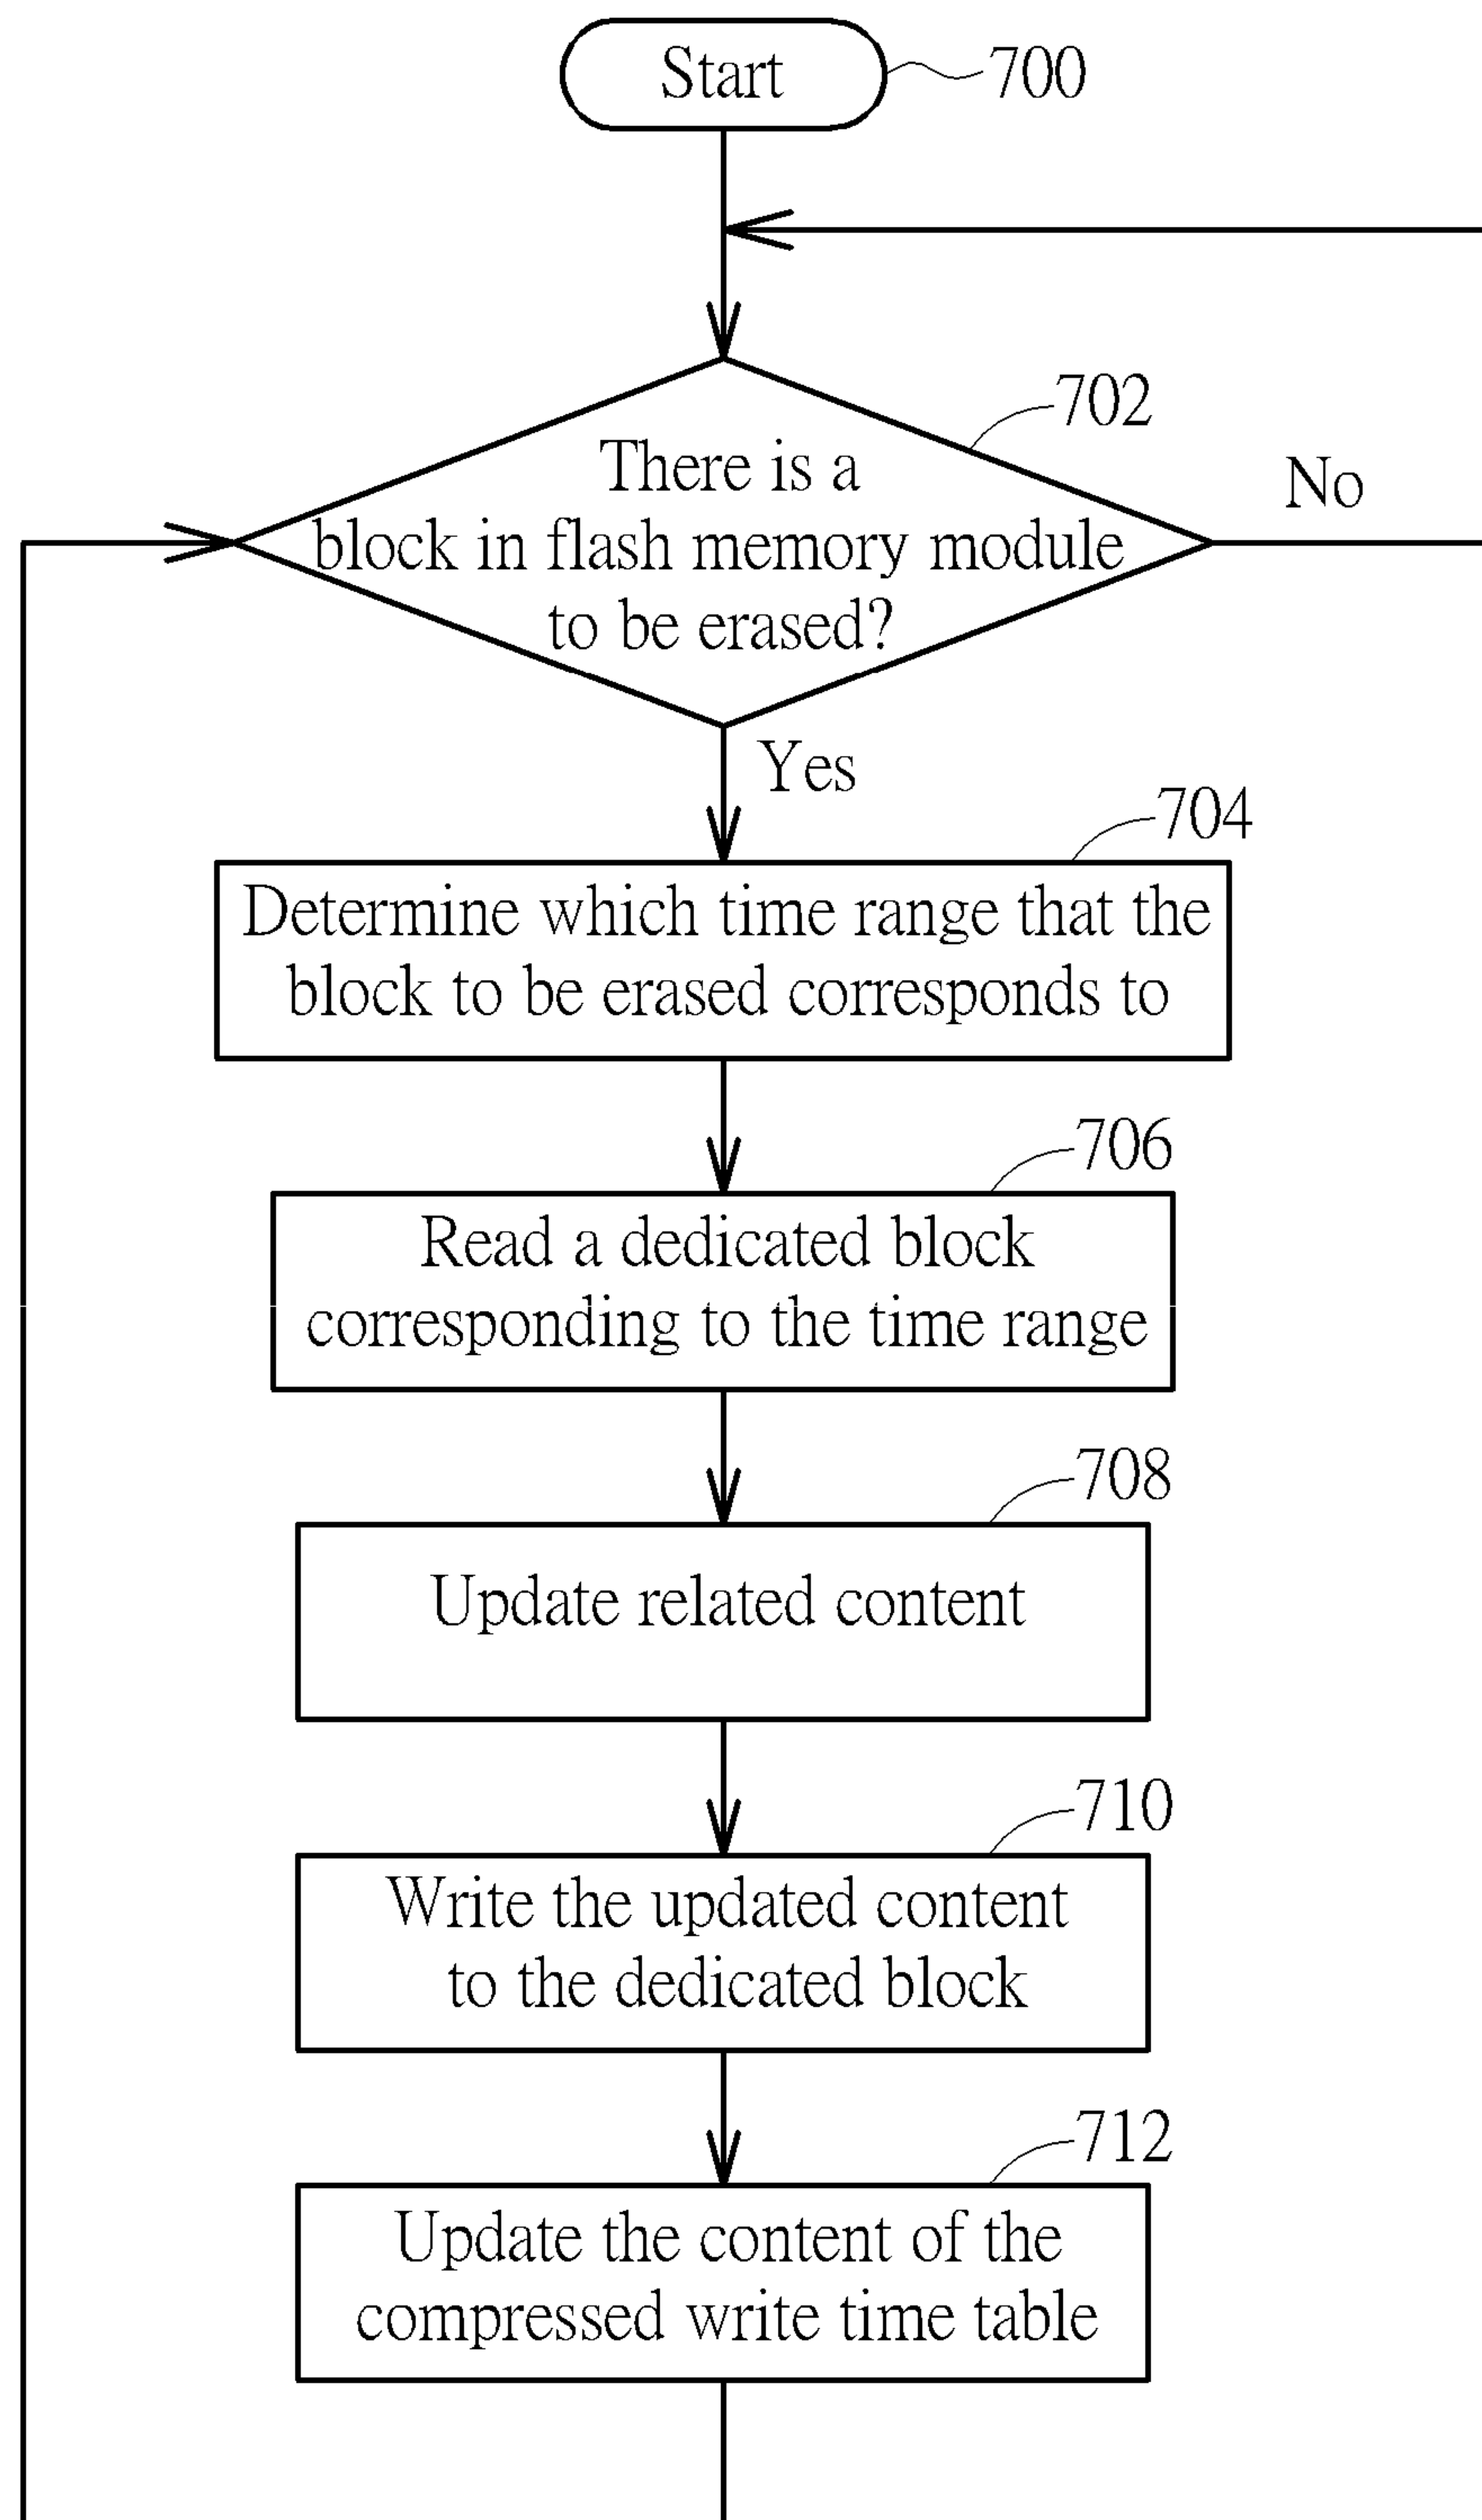 Start
700
702
There is a
block in flash memory module
to be erased?
No
Yes
704
Determine which time range that the
block to be erased corresponds to
706
Read a dedicated block
corresponding to the time range
708
Update related content
710
Write the updated content
to the dedicated block
712
Update the content of the
compressed write time table